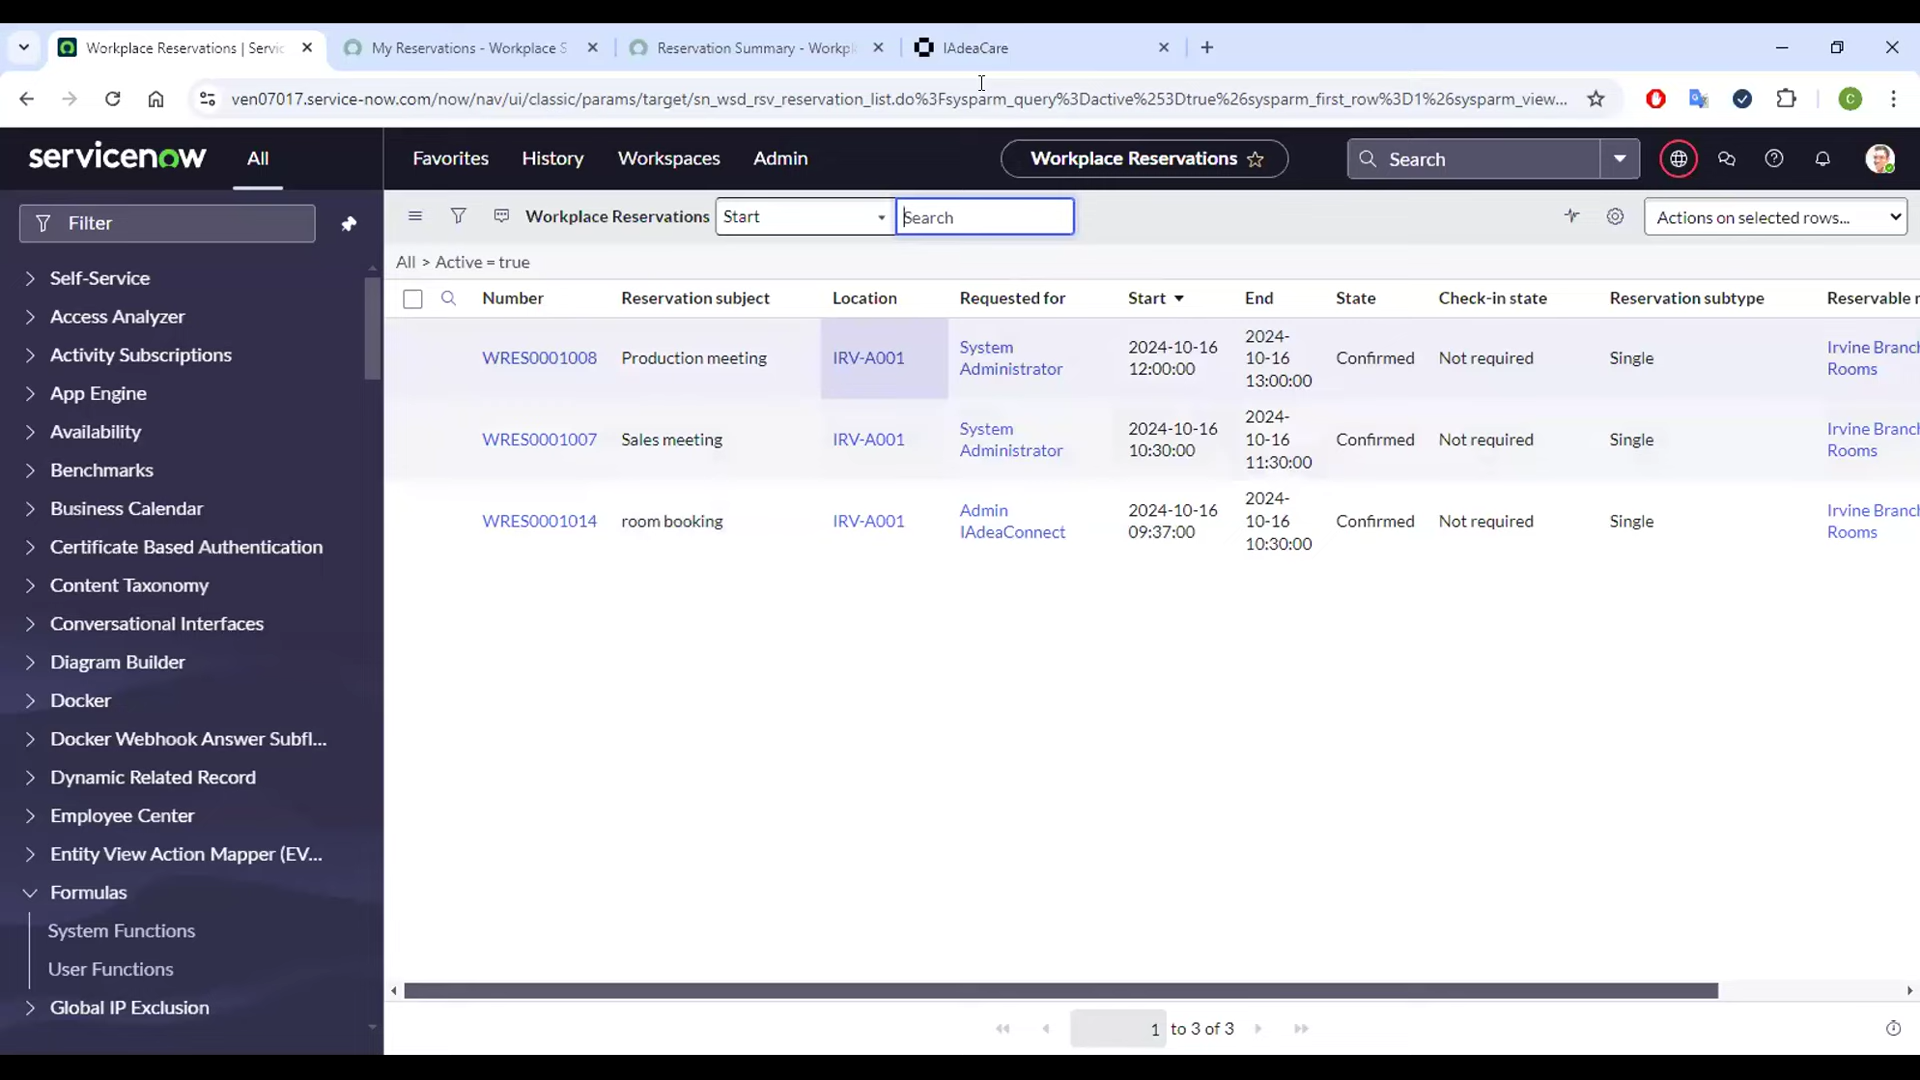 Workplace Reservations | Servic
My Reservations - Workplace S
Reservation Summary - Workpl
IAdeaCare
ven07017.service-now.com/now/nav/ui/classic/params/target/sn_wsd_rsv_reservation_list.do%3Fsysparm_query%3Dactive%253Dtrue%26sysparm_first_row%3D1%26sysparm_view...
C
servicenow
All
Favorites
History
Workspaces
Admin
Workplace Reservations
Search
Filter
Workplace Reservations
Start
Search
Actions on selected rows...
All > Active = true
Number
Reservation subject
Location
Requested for
Start
End
State
Check-in state
Reservation subtype
Reservable
WRES0001008
Production meeting
IRV-A001
System
Administrator
2024-10-16
12:00:00
2024-
10-16
13:00:00
Confirmed
Not required
Single
Irvine Branch
Rooms
WRES0001007
Sales meeting
IRV-A001
System
Administrator
2024-10-16
10:30:00
2024-
10-16
11:30:00
Confirmed
Not required
Single
Irvine Branch
Rooms
WRES0001014
room booking
IRV-A001
Admin
IAdeaConnect
2024-10-16
09:37:00
2024-
10-16
10:30:00
Confirmed
Not required
Single
Irvine Branch
Rooms
Self-Service
Access Analyzer
Activity Subscriptions
App Engine
Availability
Benchmarks
Business Calendar
Certificate Based Authentication
Content Taxonomy
Conversational Interfaces
Diagram Builder
Docker
Docker Webhook Answer Subfl...
Dynamic Related Record
Employee Center
Entity View Action Mapper (EV...
Formulas
System Functions
User Functions
Global IP Exclusion
1 to 3 of 3